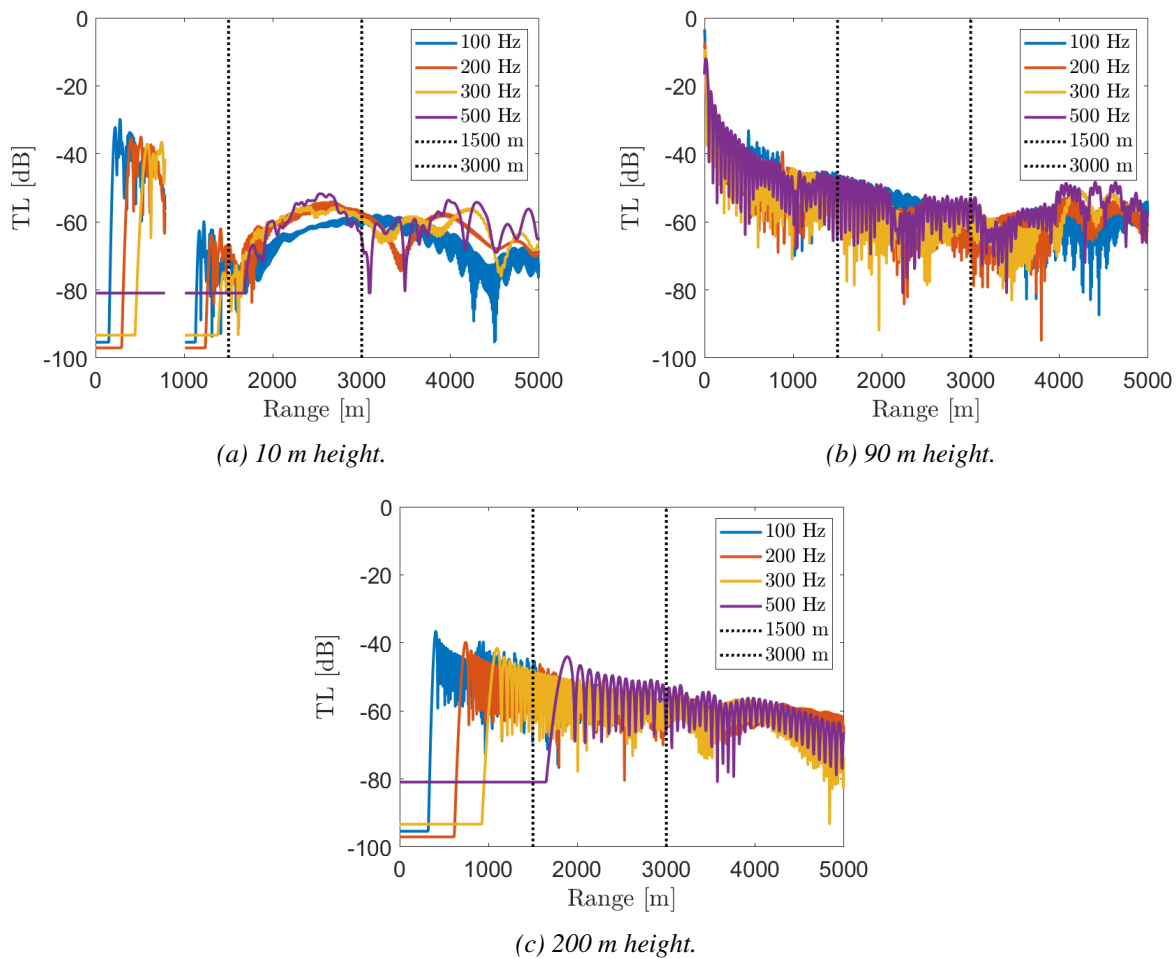 0
-20
-40
-60
-80
-100
TL [dB]
0 1000 2000 3000 4000 5000
Range [m]
100 Hz
200 Hz
300 Hz
500 Hz
1500 m
3000 m
(a) 10 m height.
0
-20
-40
-60
-80
-100
TL [dB]
0 1000 2000 3000 4000 5000
Range [m]
100 Hz
200 Hz
300 Hz
500 Hz
1500 m
3000 m
(b) 90 m height.
0
-20
-40
-60
-80
-100
TL [dB]
0 1000 2000 3000 4000 5000
Range [m]
100 Hz
200 Hz
300 Hz
500 Hz
1500 m
3000 m
(c) 200 m height.